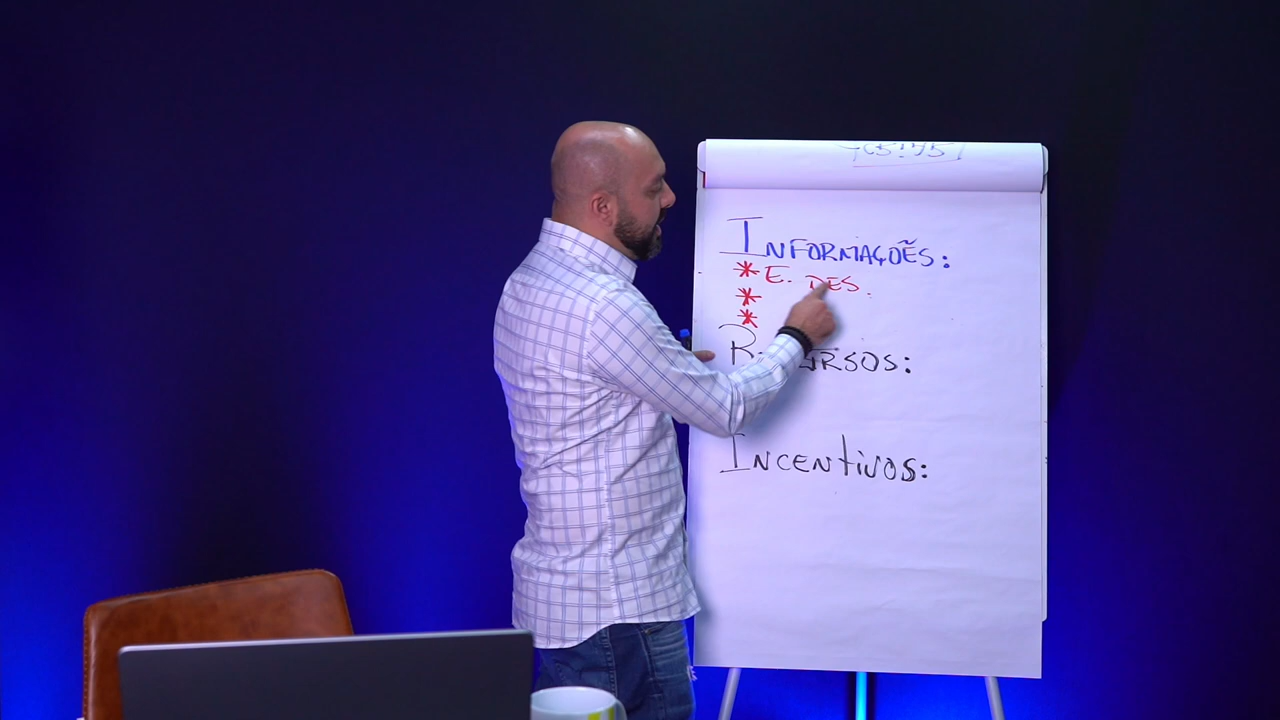 INFORMAÇÕES:
* E. DES.
*
*
INCENTIVOS: